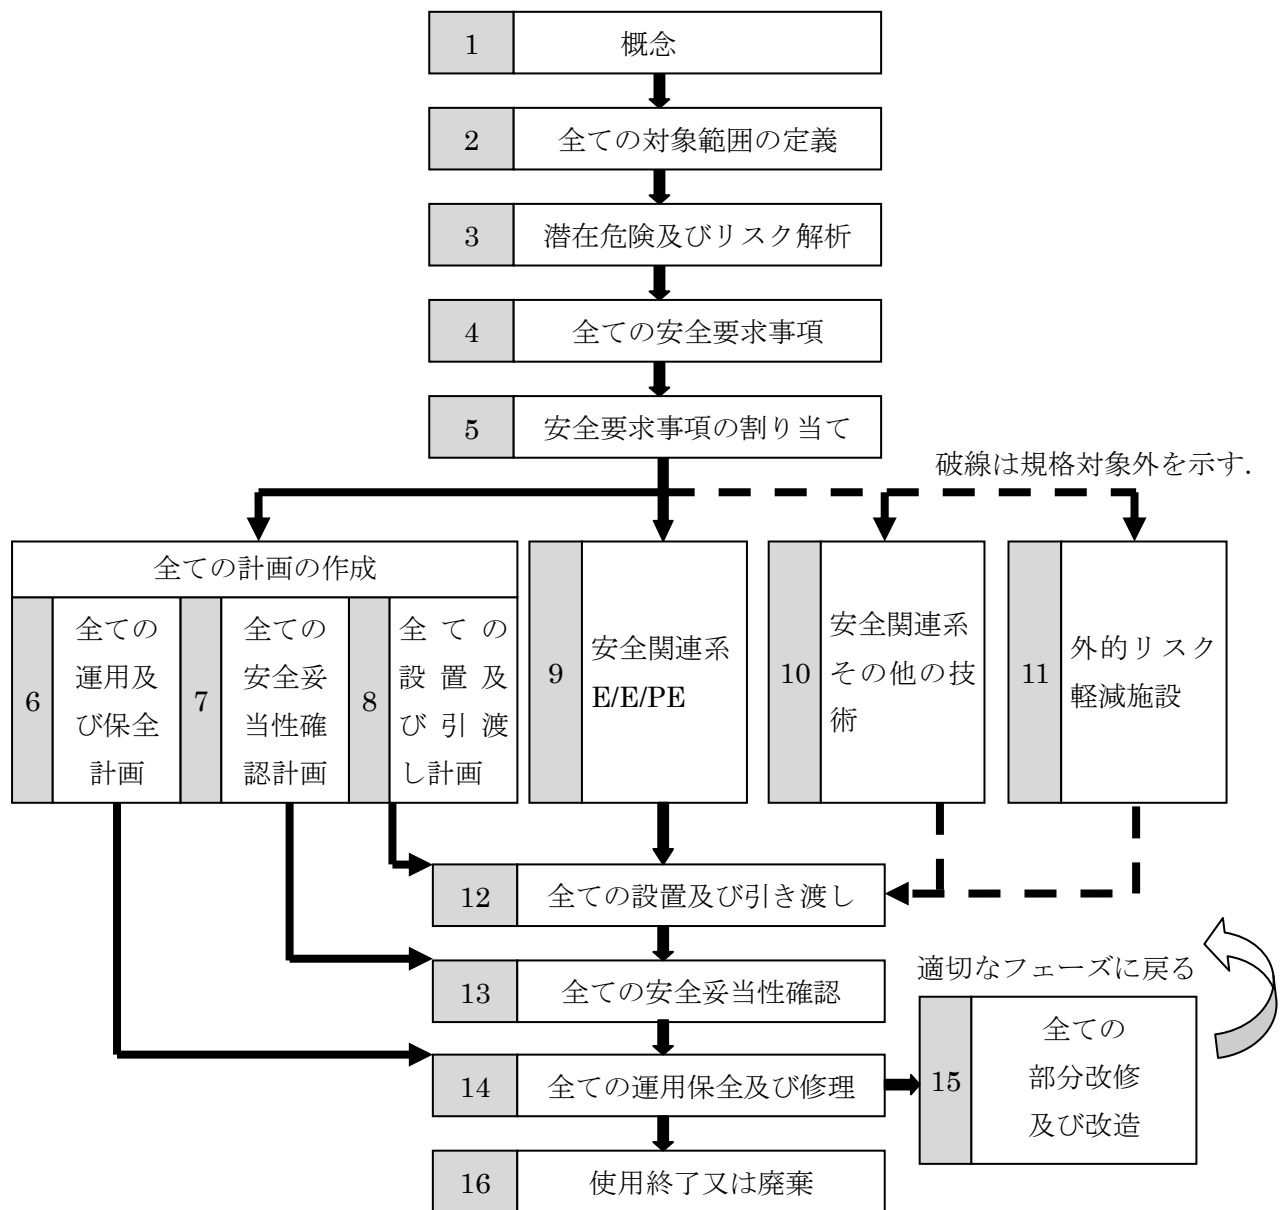 1 概念
2 全ての対象範囲の定義
3 潜在危険及びリスク解析
4 全ての安全要求事項
5 安全要求事項の割り当て
破線は規格対象外を示す.
全ての計画の作成
6
全ての
運用及
び保全
計画
7
全ての
安全妥
当性確
認計画
8
全ての
設置及
び引渡
し計画
9
安全関連系
E/E/PE
10
安全関連系
その他の技
術
11
外的リスク
軽減施設
12 全ての設置及び引き渡し
13 全ての安全妥当性確認
適切なフェーズに戻る
14 全ての運用保全及び修理
15
全ての
部分改修
及び改造
16 使用終了又は廃棄